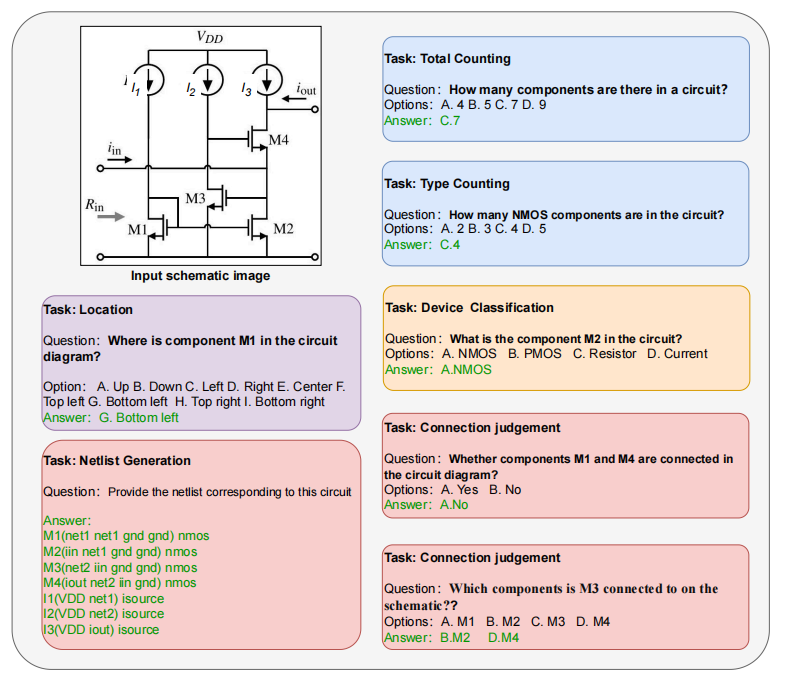 V_DD
I I_1
I_2
I_3
i_out
M4
i_in
M3
R_in
M1
M2
Input schematic image
Task: Location
Question: Where is component M1 in the circuit
diagram?
Option: A. Up B. Down C. Left D. Right E. Center F.
Top left G. Bottom left H. Top right I. Bottom right
Answer: G. Bottom left
Task: Netlist Generation
Question: Provide the netlist corresponding to this circuit
Answer:
M1(net1 net1 gnd gnd) nmos
M2(iin net1 gnd gnd) nmos
M3(net2 iin gnd gnd) nmos
M4(iout net2 iin gnd) nmos
I1(VDD net1) isource
I2(VDD net2) isource
I3(VDD iout) isource
Task: Total Counting
Question: How many components are there in a circuit?
Options: A. 4 B. 5 C. 7 D. 9
Answer: C.7
Task: Type Counting
Question: How many NMOS components are in the circuit?
Options: A. 2 B. 3 C. 4 D. 5
Answer: C.4
Task: Device Classification
Question: What is the component M2 in the circuit?
Options: A. NMOS B. PMOS C. Resistor D. Current
Answer: A.NMOS
Task: Connection judgement
Question: Whether components M1 and M4 are connected in
the circuit diagram?
Options: A. Yes B. No
Answer: A.No
Task: Connection judgement
Question: Which components is M3 connected to on the
schematic??
Options: A. M1 B. M2 C. M3 D. M4
Answer: B.M2 D.M4